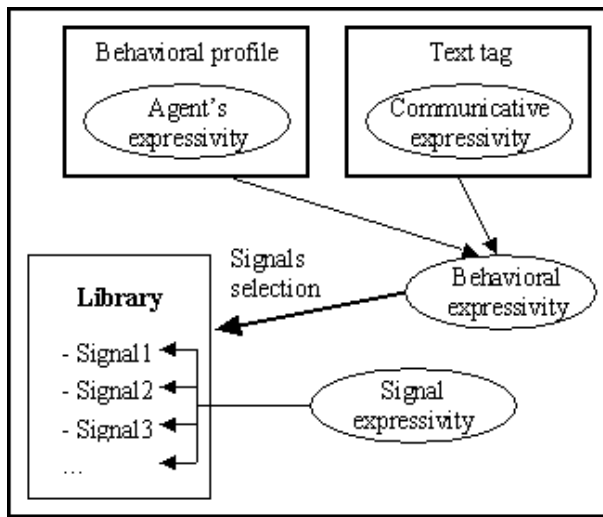 Behavioral profile
Agent's
expressivity
Text tag
Communicative
expressivity
Signals
selection
Behavioral
expressivity
Library
- Signal1
- Signal2
- Signal3
...
Signal
expressivity